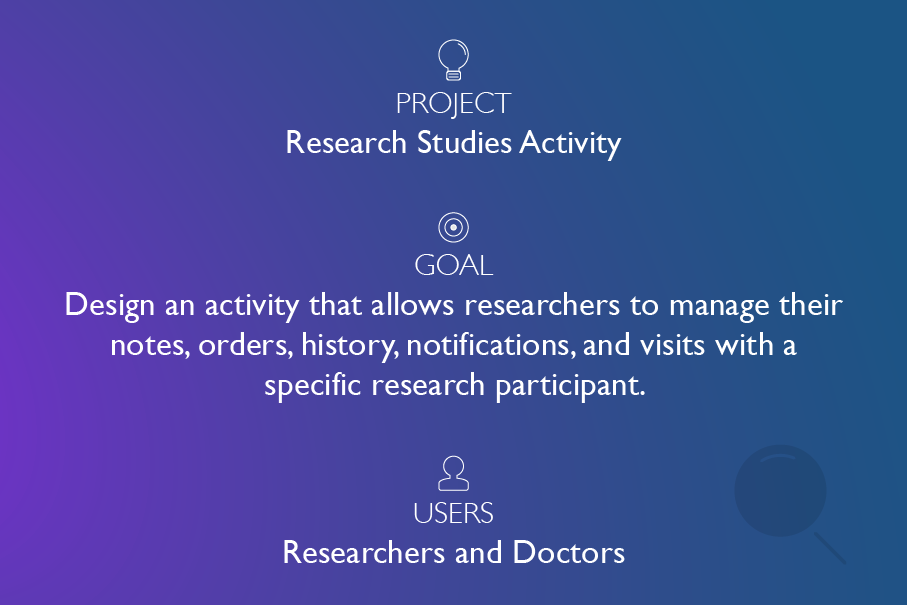 PROJECT
Research Studies Activity
GOAL
Design an activity that allows researchers to manage their
notes, orders, history, notifications, and visits with a
specific research participant.
USERS
Researchers and Doctors